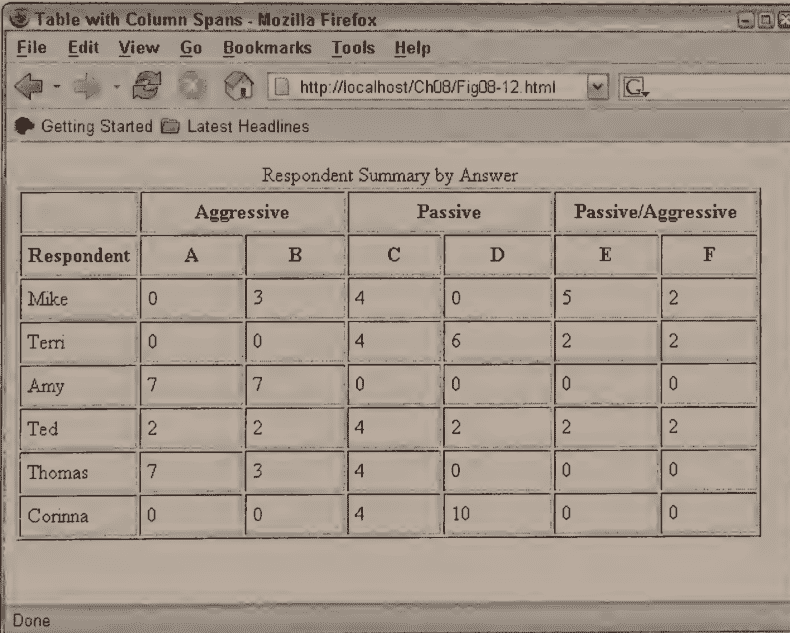 Table with Column Spans - Mozilla Firefox
File Edit View Go Bookmarks Tools Help
http://localhost/Ch08/Fig08-12.html G
Getting Started Latest Headlines
Respondent Summary by Answer
Aggressive Passive Passive/Aggressive
Respondent A B C D E F
Mike 0 3 4 0 5 2
Terri 0 0 4 6 2 2
Amy 7 7 0 0 0 0
Ted 2 2 4 2 2 2
Thomas 7 3 4 0 0 0
Corinna 0 0 4 10 0 0
Done